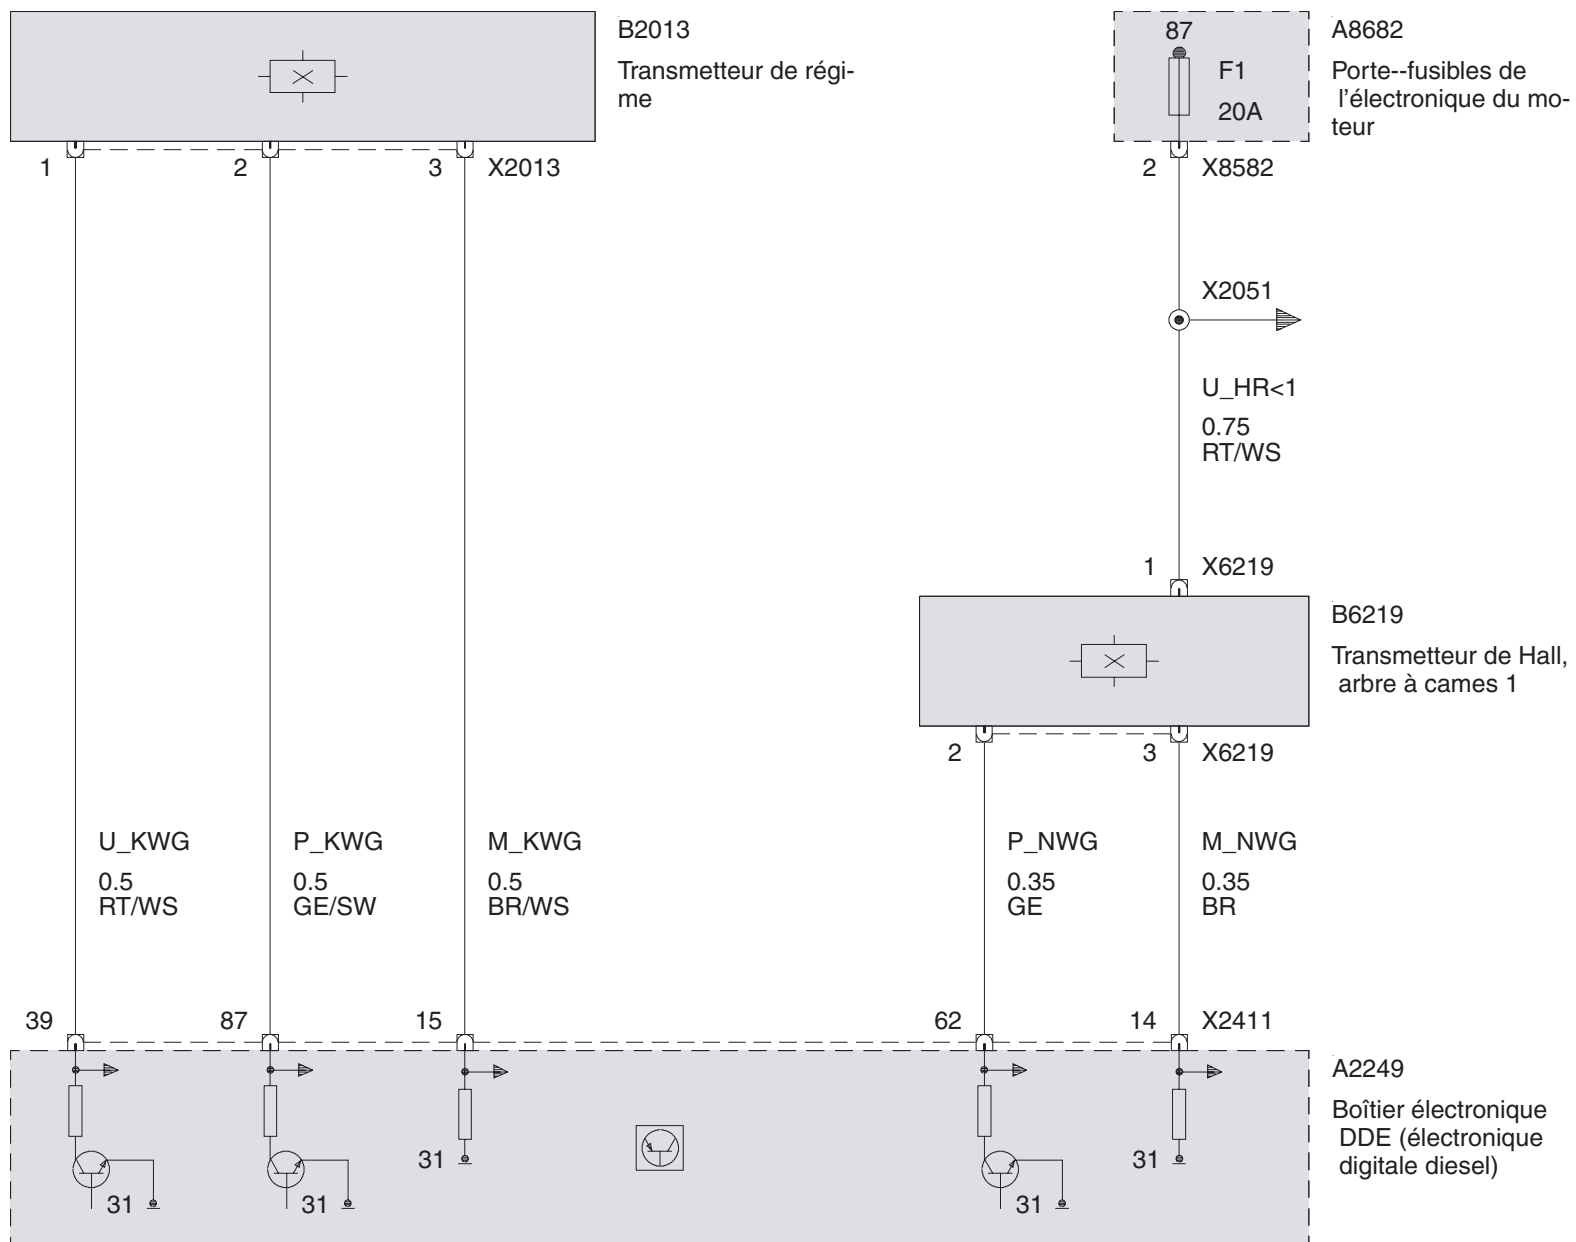 B2013
Transmetteur de régi-
me
87
F1
20A
A8682
Porte--fusibles de
l'électronique du mo-
teur
1
2
3
X2013
2
X8582
X2051
U_HR<1
0.75
RT/WS
1
X6219
B6219
Transmetteur de Hall,
arbre à cames 1
2
3
X6219
U_KWG
0.5
RT/WS
P_KWG
0.5
GE/SW
M_KWG
0.5
BR/WS
P_NWG
0.35
GE
M_NWG
0.35
BR
39
87
15
62
14
X2411
A2249
Boîtier électronique
DDE (électronique
digitale diesel)
31
31
31
31
31